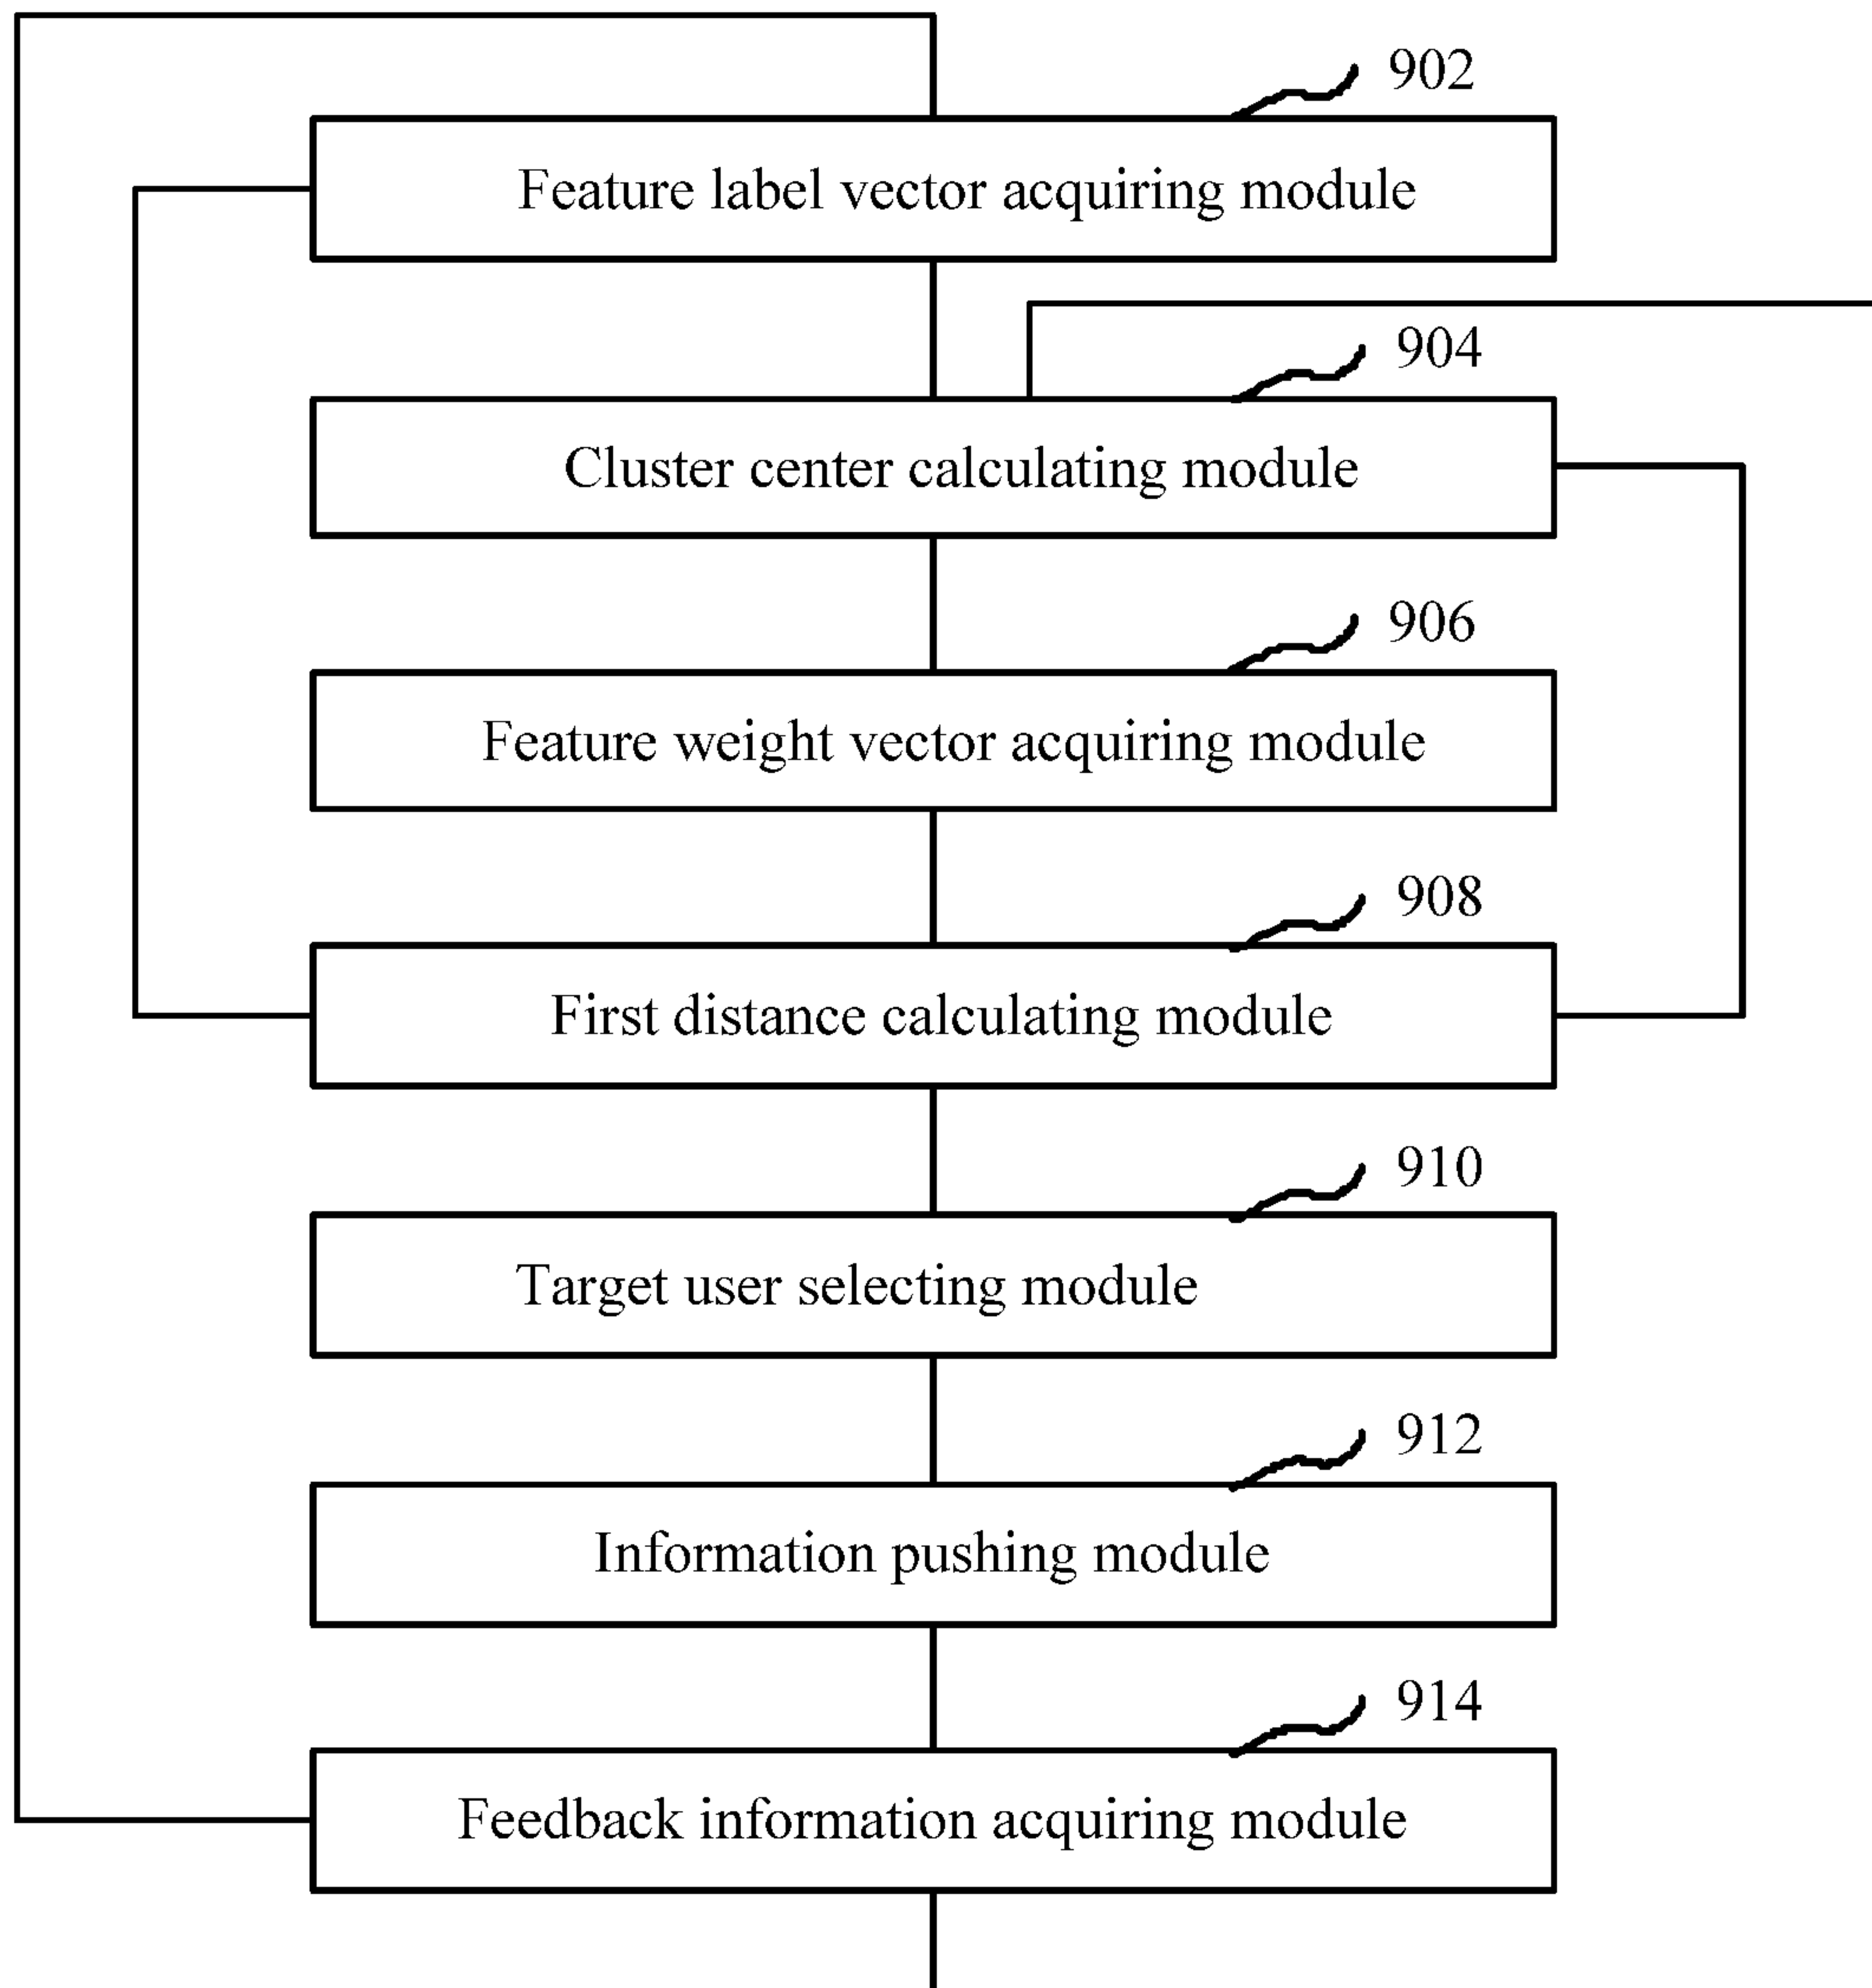 902
Feature label vector acquiring module
904
Cluster center calculating module
906
Feature weight vector acquiring module
908
First distance calculating module
910
Target user selecting module
912
Information pushing module
914
Feedback information acquiring module